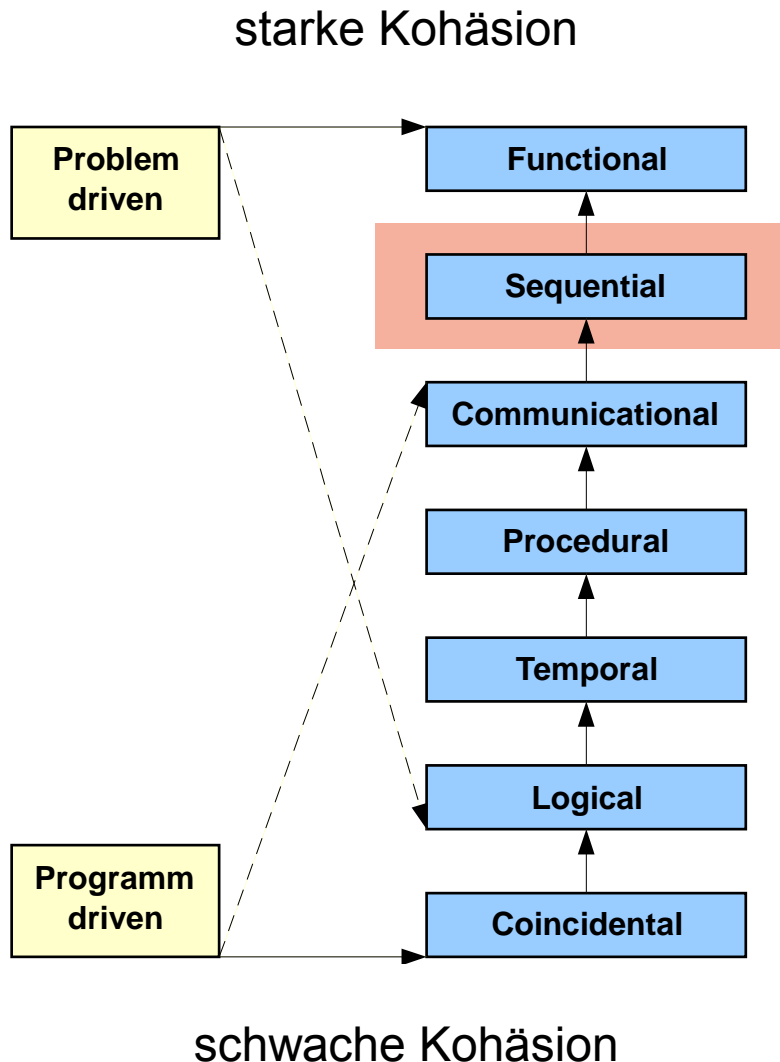 starke Kohäsion
Problem
driven
Functional
Sequential
Communicational
Procedural
Temporal
Logical
Programm
driven
Coincidental
schwache Kohäsion